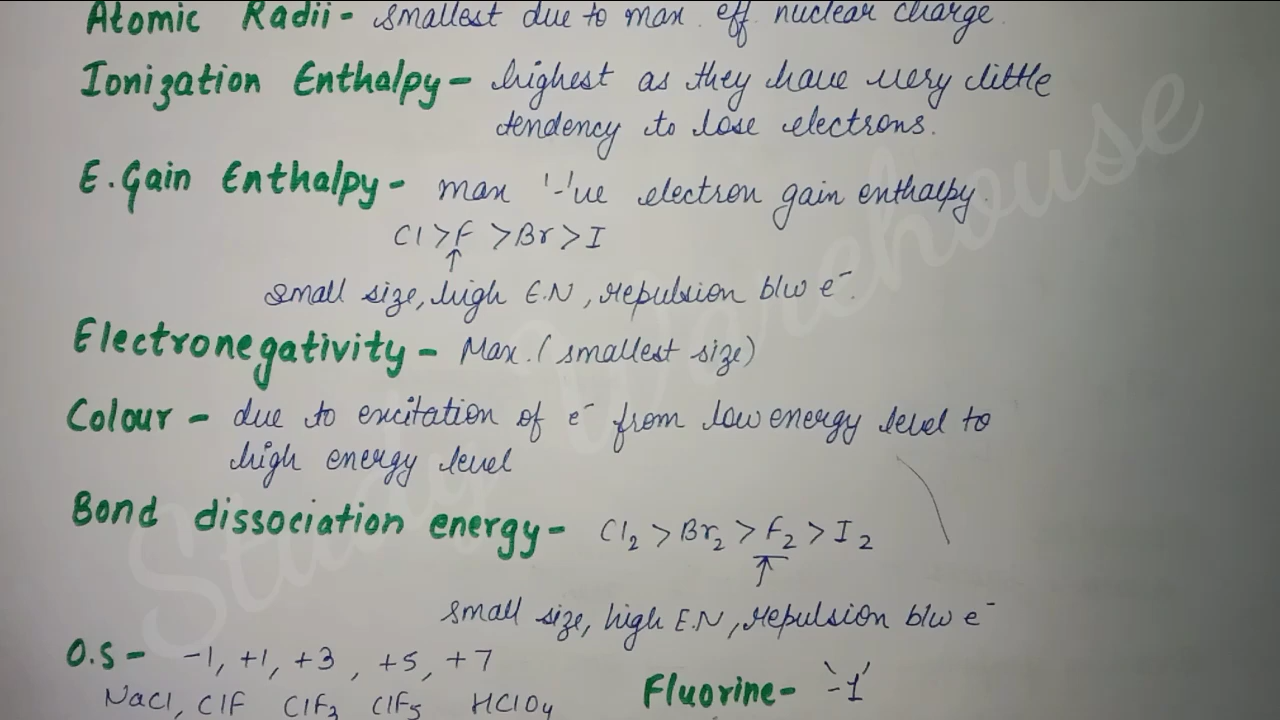 Atomic Radii - smallest due to max. eff nuclear charge.
Ionization Enthalpy - highest as they have very little
tendency to lose electrons.
E. Gain Enthalpy - max '-'ve electron gain enthalpy.
Cl > F > Br > I
↑
small size, high E.N, repulsion b/w e⁻.
Electronegativity - Max. (smallest size)
Colour - due to excitation of e⁻ from low energy level to
high energy level
Bond dissociation energy - Cl₂ > Br₂ > F₂ > I₂
↑
small size, high E.N, repulsion b/w e⁻
O.S - -1, +1, +3, +5, +7
NaCl, ClF ClF₃ ClF₅ HClO₄
Fluorine - '-1'
Study Warehouse